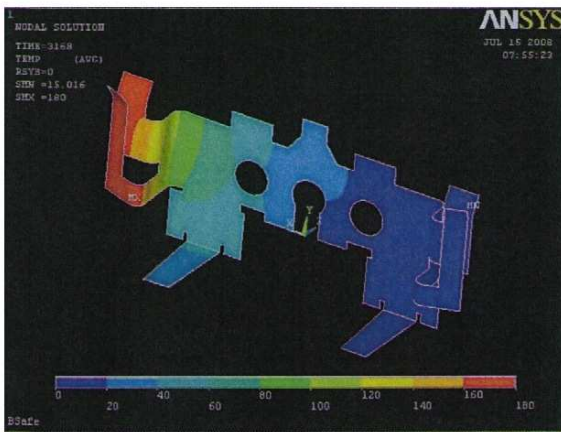 1
NODAL SOLUTION
TIME=3168
TEMP (AVG)
RSYS=0
SMN =15.016
SMX =180
ANSYS
JUL 15 2008
07:55:23
MX
MN
Y
X
0 20 40 60 80 100 120 140 160 180
BSafe